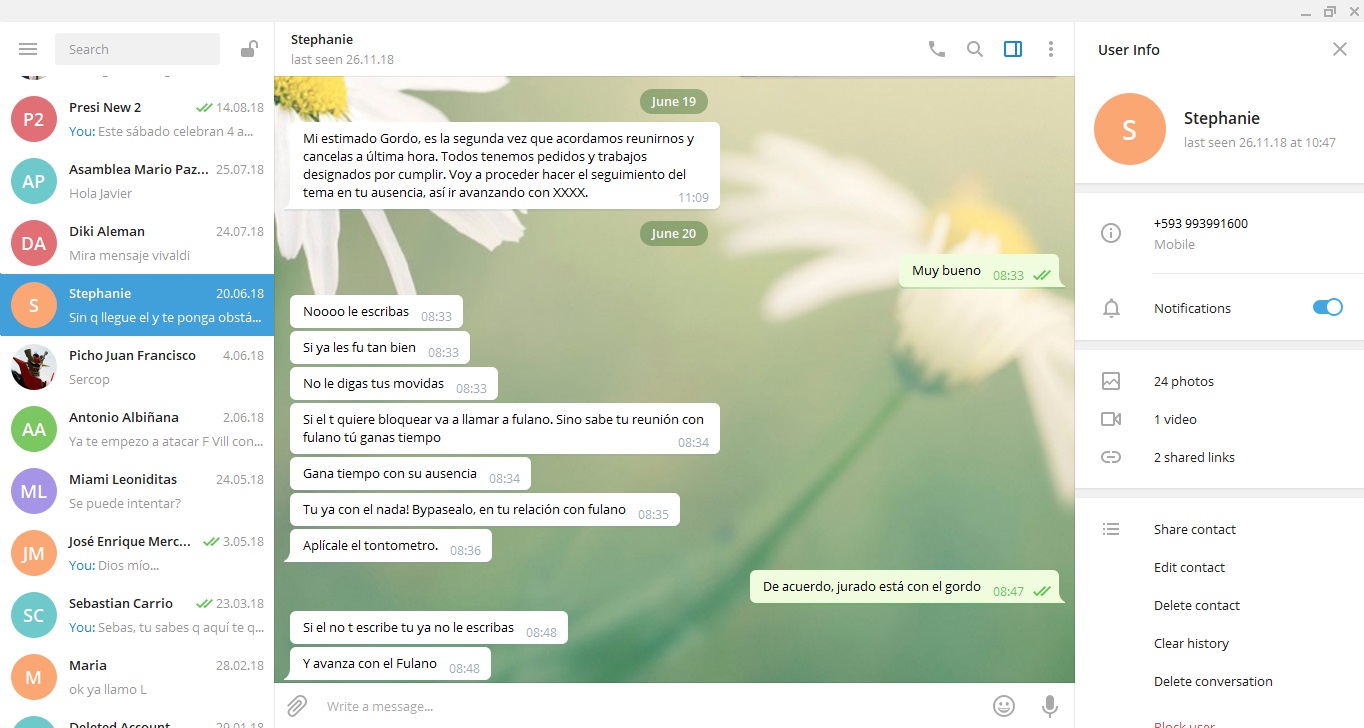 Search
Presi New 2
14.08.18
You: Este sábado celebran 4 a...
P2
Asamblea Mario Paz...
25.07.18
Hola Javier
AP
Diki Aleman
24.07.18
Mira mensaje vivaldi
DA
Stephanie
20.06.18
Sin q llegue el y te ponga obstá...
S
Picho Juan Francisco
4.06.18
Sercop
Antonio Albiñana
2.06.18
Ya te empezo a atacar F Vill con...
AA
Miami Leoniditas
24.05.18
Se puede intentar?
ML
José Enrique Merc...
3.05.18
You: Dios mío...
JM
Sebastian Carrio
23.03.18
You: Sebas, tu sabes q aquí te q...
SC
Maria
28.02.18
ok ya llamo L
M
Deleted Account
29.01.18
Stephanie
last seen 26.11.18
June 19
Mi estimado Gordo, es la segunda vez que acordamos reunirnos y
cancelas a última hora. Todos tenemos pedidos y trabajos
designados por cumplir. Voy a proceder hacer el seguimiento del
tema en tu ausencia, así ir avanzando con XXXX.
11:09
June 20
Muy bueno 08:33
Noooo le escribas 08:33
Si ya les fu tan bien 08:33
No le digas tus movidas 08:33
Si el t quiere bloquear va a llamar a fulano. Sino sabe tu reunión con
fulano tú ganas tiempo 08:34
Gana tiempo con su ausencia 08:34
Tu ya con el nada! Bypasealo, en tu relación con fulano 08:35
Aplícale el tontometro. 08:36
De acuerdo, jurado está con el gordo 08:47
Si el no t escribe tu ya no le escribas 08:48
Y avanza con el Fulano 08:48
Write a message...
User Info
S
Stephanie
last seen 26.11.18 at 10:47
+593 993991600
Mobile
Notifications
24 photos
1 video
2 shared links
Share contact
Edit contact
Delete contact
Clear history
Delete conversation
Block user